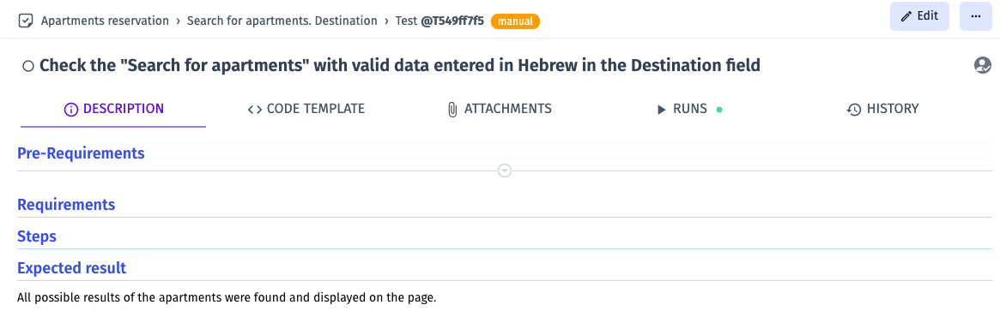 Apartments reservation › Search for apartments. Destination › Test @T549ff7f5 manual
Edit ...
Check the "Search for apartments" with valid data entered in Hebrew in the Destination field
DESCRIPTION <> CODE TEMPLATE ATTACHMENTS RUNS HISTORY
Pre-Requirements
Requirements
Steps
Expected result
All possible results of the apartments were found and displayed on the page.